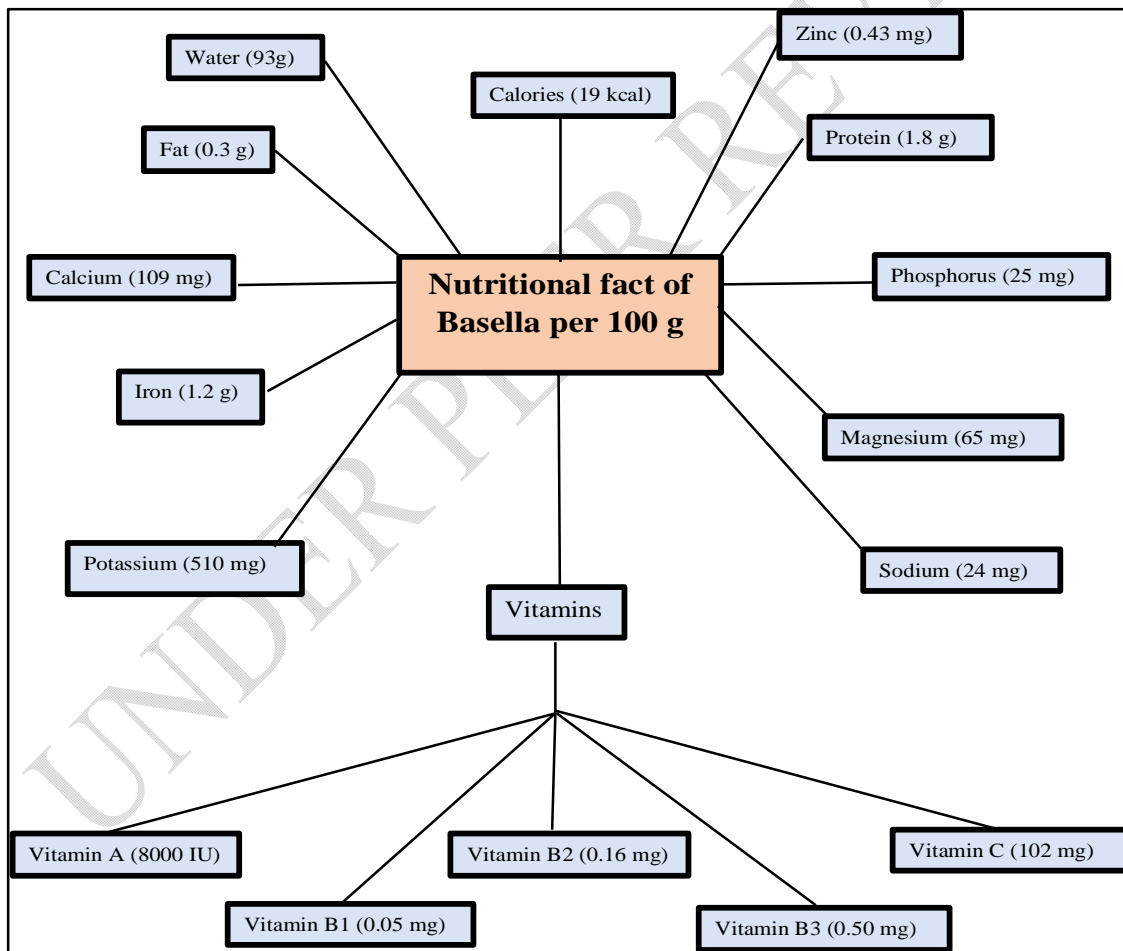 Zinc (0.43 mg)
Water (93g)
Calories (19 kcal)
Fat (0.3 g)
Protein (1.8 g)
Calcium (109 mg)
Nutritional fact of
Basella per 100 g
Phosphorus (25 mg)
Iron (1.2 g)
Magnesium (65 mg)
Potassium (510 mg)
Sodium (24 mg)
Vitamins
Vitamin A (8000 IU)
Vitamin B2 (0.16 mg)
Vitamin C (102 mg)
Vitamin B1 (0.05 mg)
Vitamin B3 (0.50 mg)
UNDER PEER RE